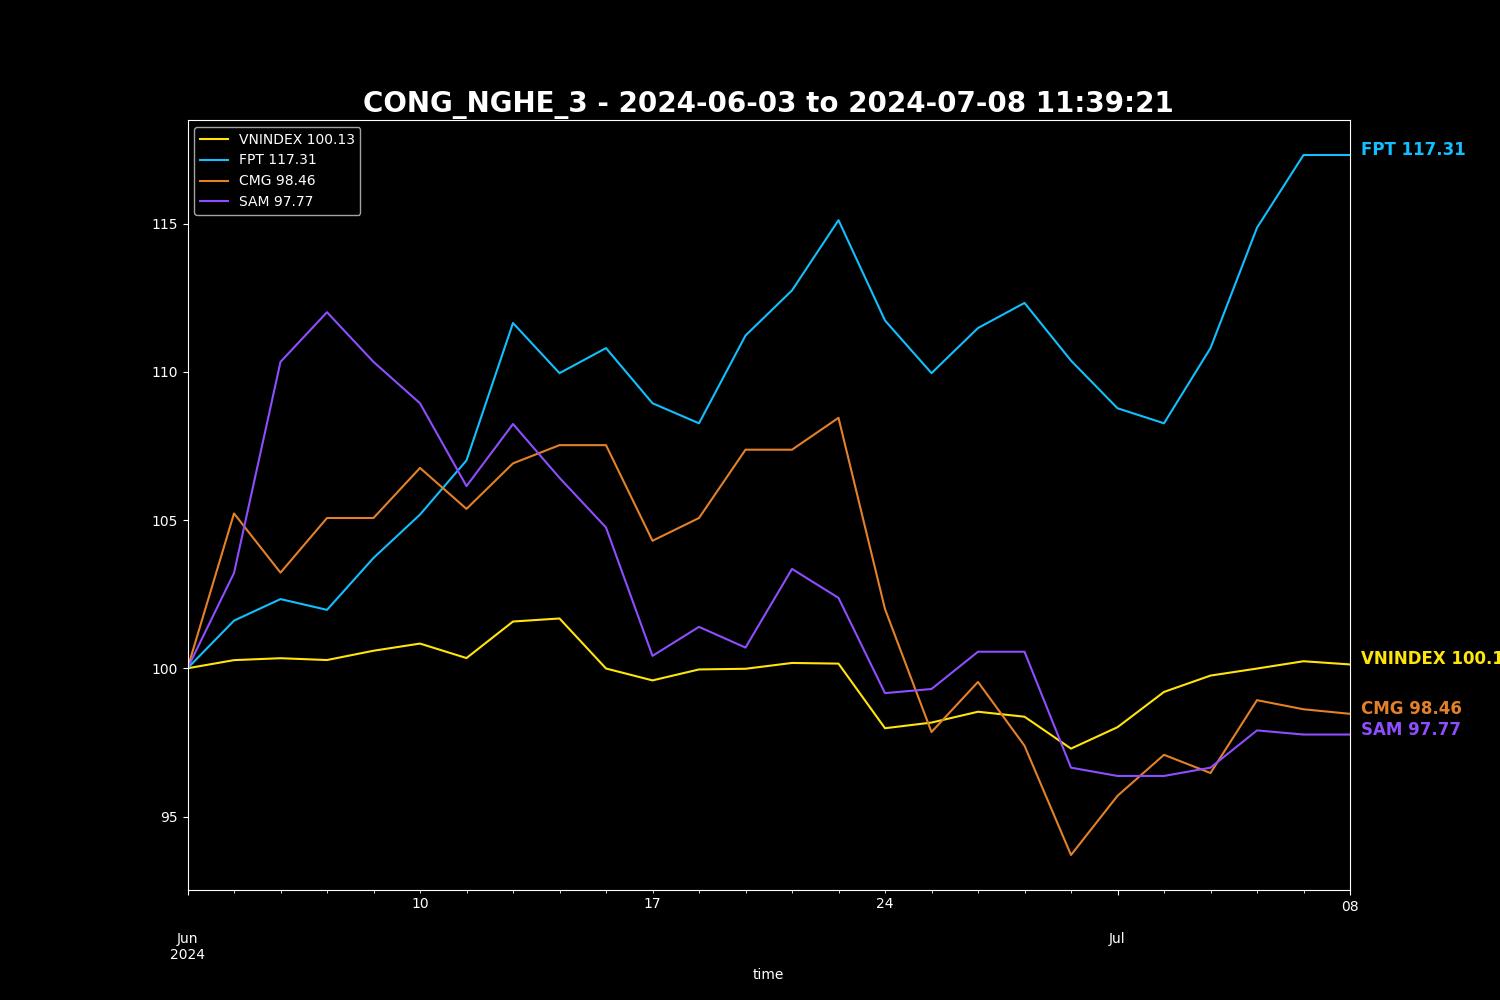 CONG_NGHE_3 - 2024-06-03 to 2024-07-08 11:39:21
VNINDEX 100.13
FPT 117.31
CMG 98.46
SAM 97.77
FPT 117.31
115
110
105
100
95
VNINDEX 100.1
CMG 98.46
SAM 97.77
10
17
24
08
Jun
Jul
2024
time